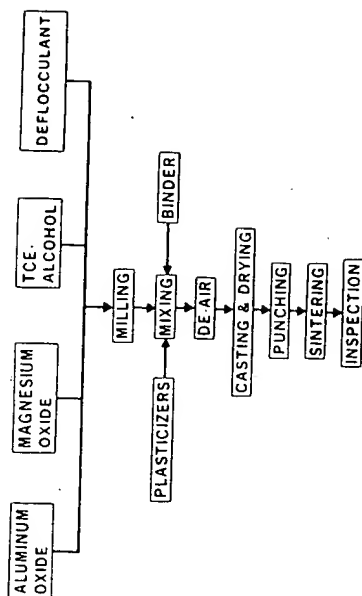 ALUMINUM
OXIDE
MAGNESIUM
OXIDE
TCE.
ALCOHOL
DEFLOCCULANT
MILLING
PLASTICIZERS
MIXING
BINDER
DE-AIR
CASTING & DRYING
PUNCHING
SINTERING
INSPECTION